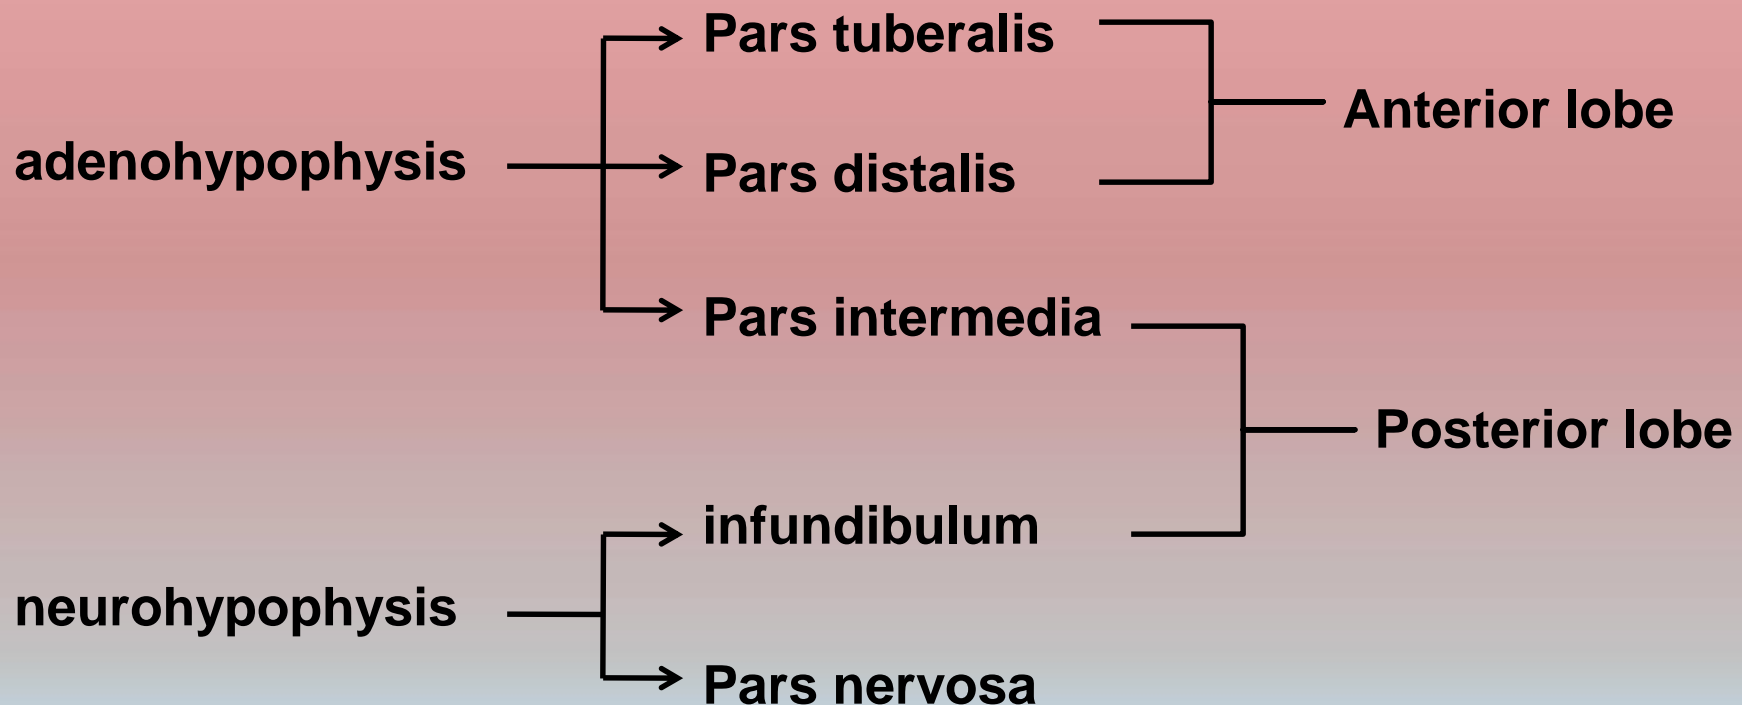 Pars tuberalis
Anterior lobe
adenohypophysis
Pars distalis
Pars intermedia
Posterior lobe
infundibulum
neurohypophysis
Pars nervosa